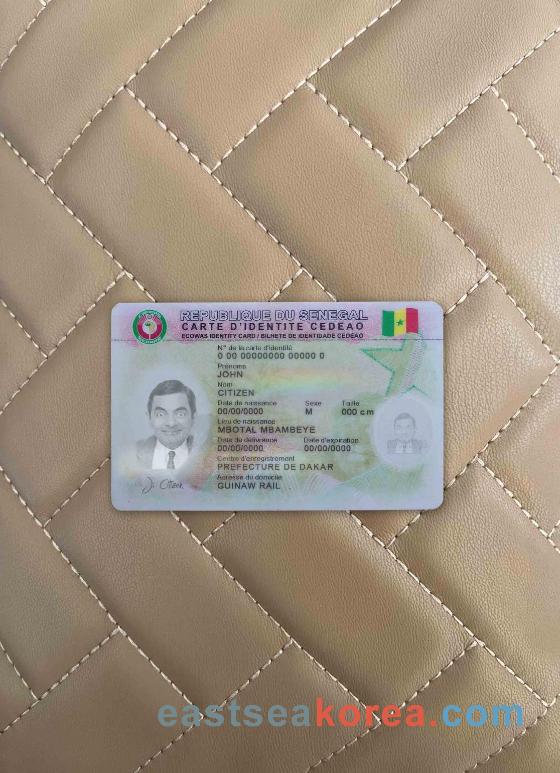 REPUBLIQUE DU SENEGAL
CARTE D'IDENTITE CEDEAO
ECOWAS IDENTITY CARD / BILHETE DE IDENTIDADE CEDEAO
N° de la carte d'identité
0 00 00000000 00000 0
Prénoms
JOHN
Nom
CITIZEN
Date de naissance Sexe Taille
00/00/0000 M 000 cm
Lieu de naissance
MBOTAL MBAMBEYE
Date de délivrance Date d'expiration
00/00/0000 00/00/0000
Centre d'enregistrement
PREFECTURE DE DAKAR
Adresse du domicile
GUINAW RAIL
J. Citizen
eastseakorea.com